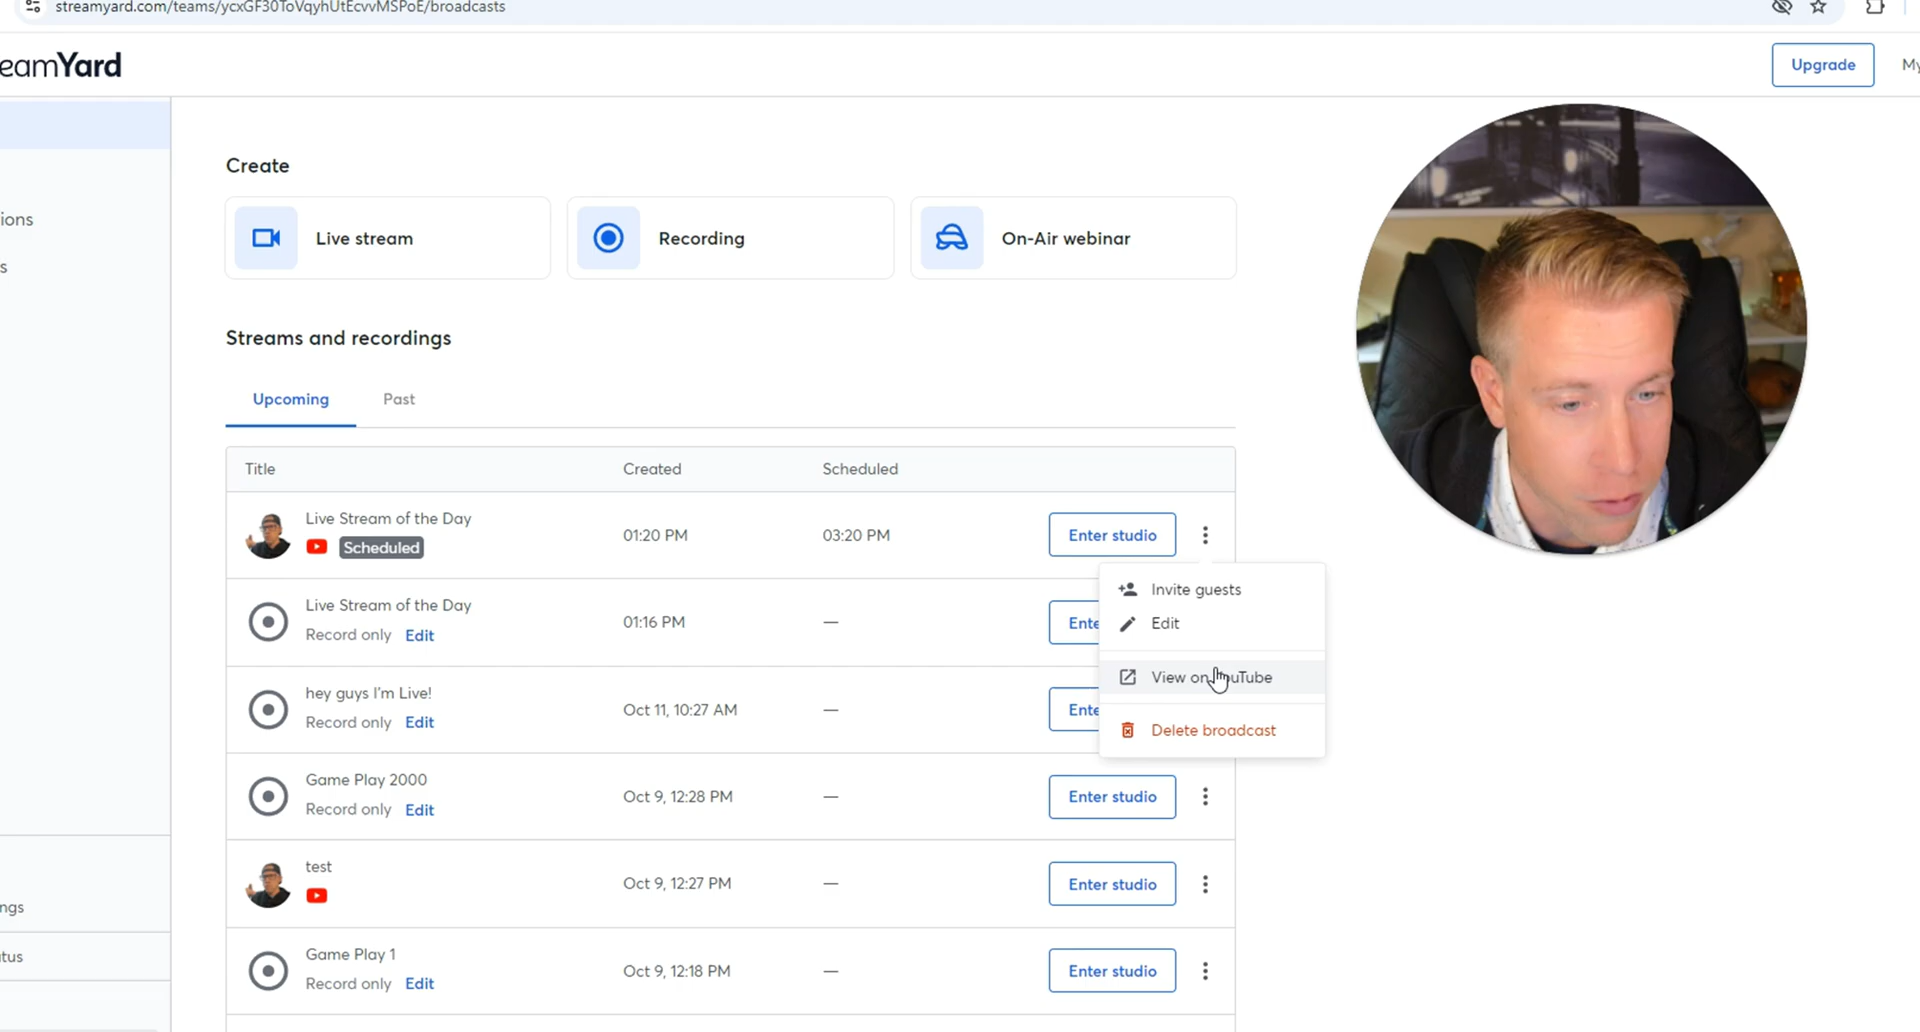 streamyard.com/teams/ycxGF30ToVqyhUtEcvvMSPoE/broadcasts
eamYard
Upgrade
My
ions
s
ngs
tus
Create
Live stream
Recording
On-Air webinar
Streams and recordings
Upcoming
Past
Title
Created
Scheduled
Live Stream of the Day
Scheduled
01:20 PM
03:20 PM
Enter studio
Invite guests
Edit
View on uTube
Delete broadcast
Live Stream of the Day
Record only Edit
01:16 PM
—
Ente
hey guys I'm Live!
Record only Edit
Oct 11, 10:27 AM
—
Ente
Game Play 2000
Record only Edit
Oct 9, 12:28 PM
—
Enter studio
test
Oct 9, 12:27 PM
—
Enter studio
Game Play 1
Record only Edit
Oct 9, 12:18 PM
—
Enter studio